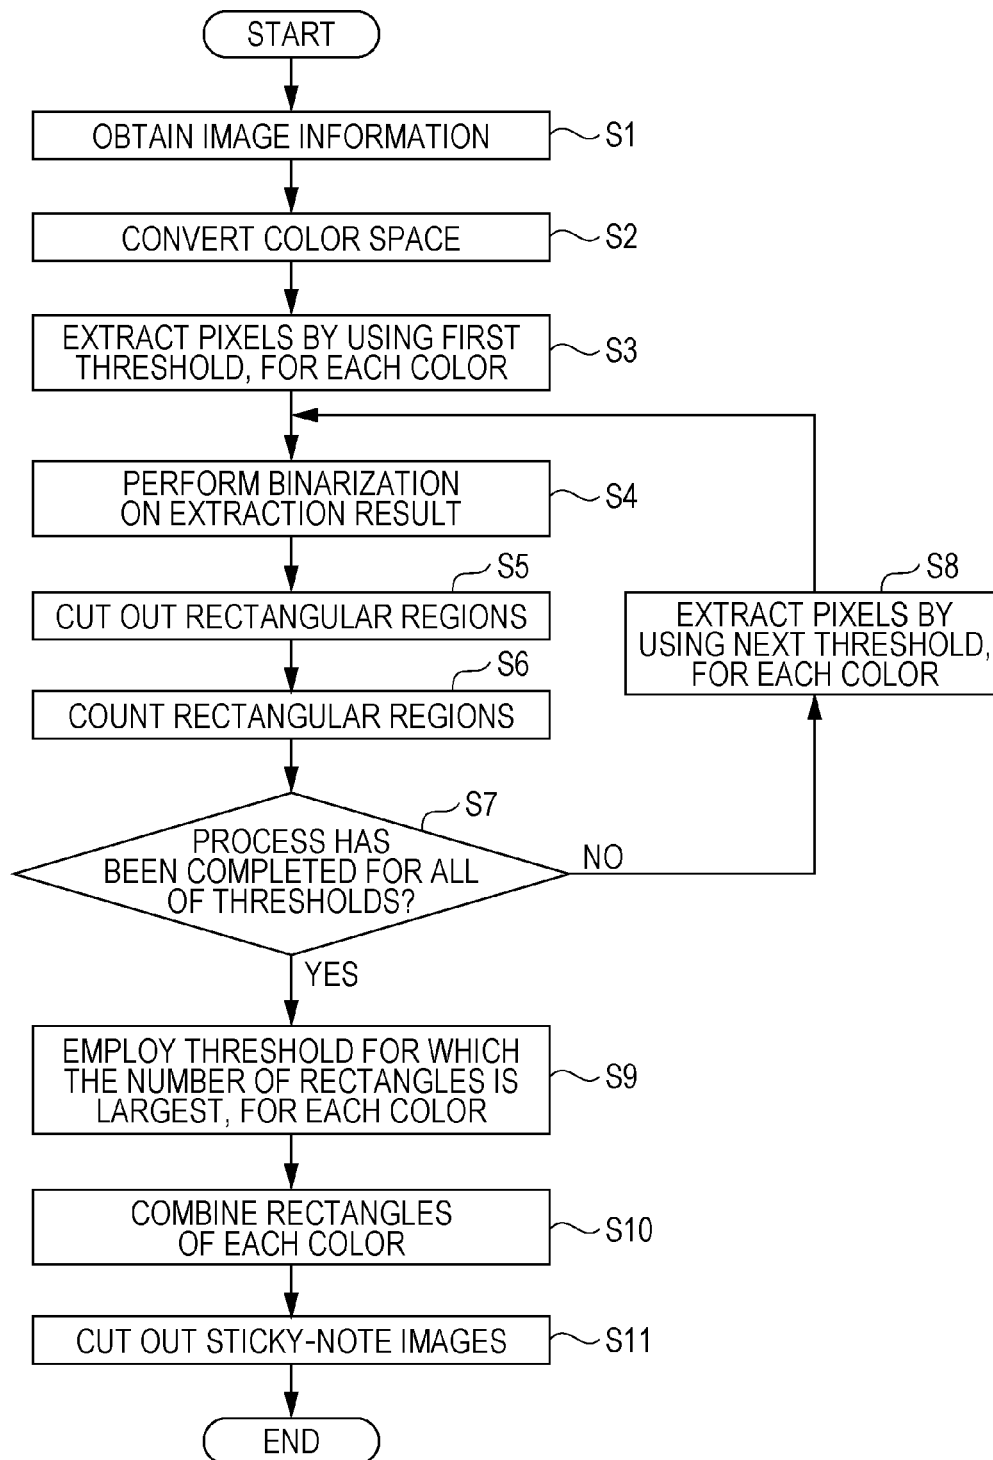 START
OBTAIN IMAGE INFORMATION
S1
CONVERT COLOR SPACE
S2
EXTRACT PIXELS BY USING FIRST
THRESHOLD, FOR EACH COLOR
S3
PERFORM BINARIZATION
ON EXTRACTION RESULT
S4
CUT OUT RECTANGULAR REGIONS
S5
COUNT RECTANGULAR REGIONS
S6
PROCESS HAS
BEEN COMPLETED FOR ALL
OF THRESHOLDS?
S7
NO
EXTRACT PIXELS BY
USING NEXT THRESHOLD,
FOR EACH COLOR
S8
YES
EMPLOY THRESHOLD FOR WHICH
THE NUMBER OF RECTANGLES IS
LARGEST, FOR EACH COLOR
S9
COMBINE RECTANGLES
OF EACH COLOR
S10
CUT OUT STICKY-NOTE IMAGES
S11
END